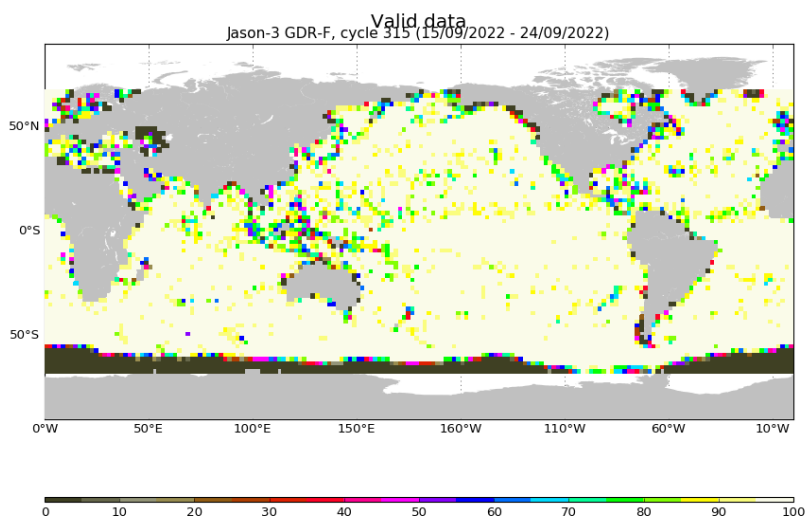 Valid data
Jason-3 GDR-F, cycle 315 (15/09/2022 - 24/09/2022)
50°N
0°S
50°S
0°W 50°E 100°E 150°E 160°W 110°W 60°W 10°W
0 10 20 30 40 50 60 70 80 90 100